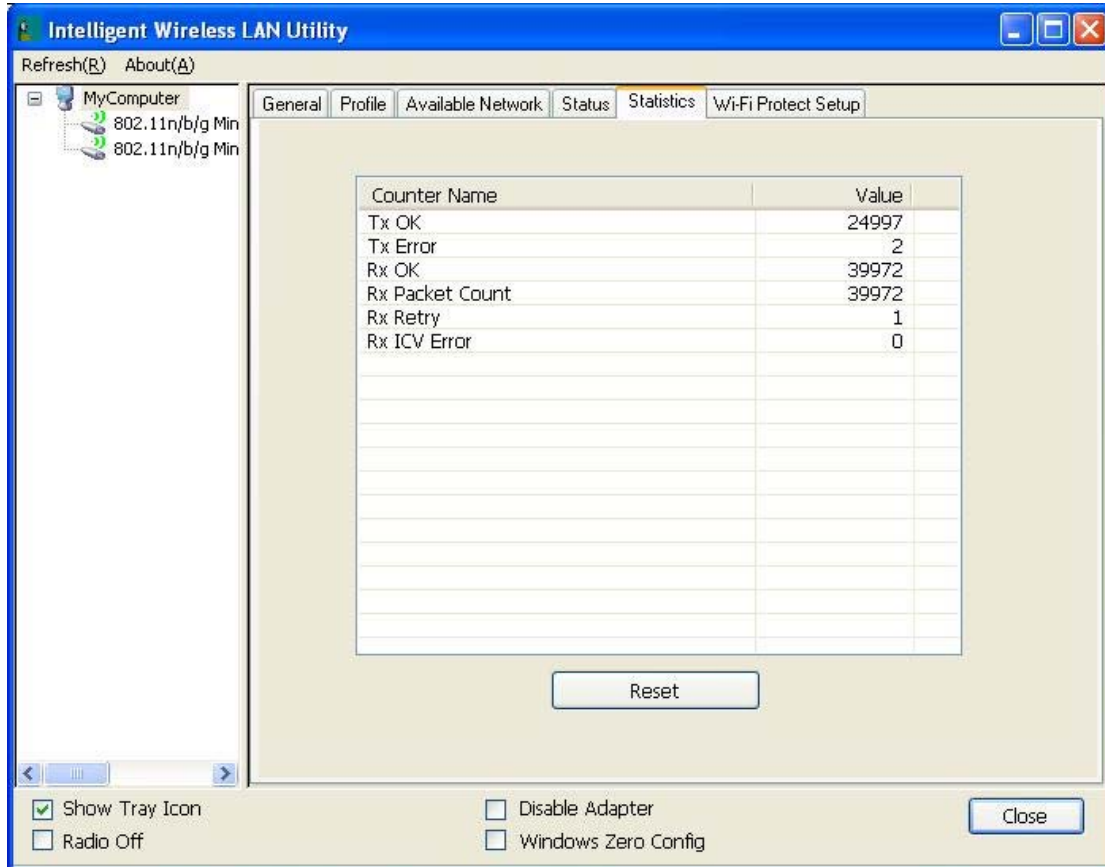 Intelligent Wireless LAN Utility
Refresh(R) About(A)
MyComputer
802.11n/b/g Min
802.11n/b/g Min
General Profile Available Network Status Statistics Wi-Fi Protect Setup
Counter Name Value
Tx OK 24997
Tx Error 2
Rx OK 39972
Rx Packet Count 39972
Rx Retry 1
Rx ICV Error 0
Reset
Show Tray Icon Disable Adapter Close
Radio Off Windows Zero Config